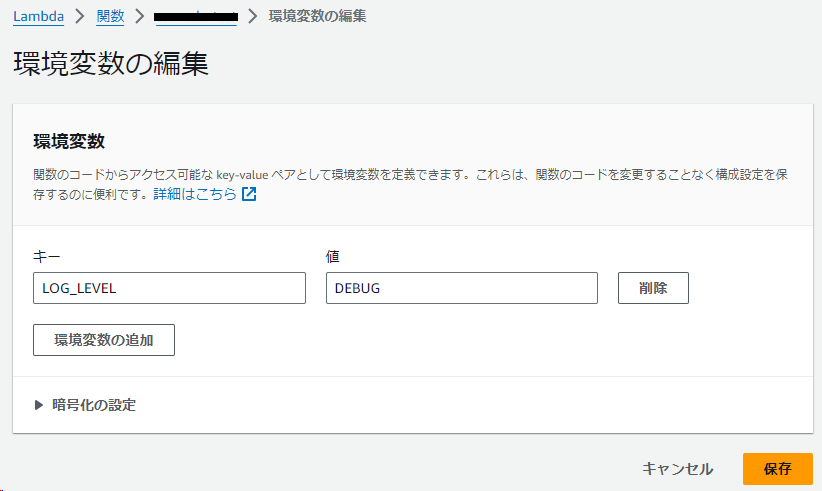 Lambda > 関数 > > 環境変数の編集
環境変数の編集
環境変数
関数のコードからアクセス可能な key-value ペアとして環境変数を定義できます。これらは、関数のコードを変更することなく構成設定を保
存するのに便利です。詳細はこちら
キー 値
LOG_LEVEL DEBUG 削除
環境変数の追加
暗号化の設定
キャンセル 保存